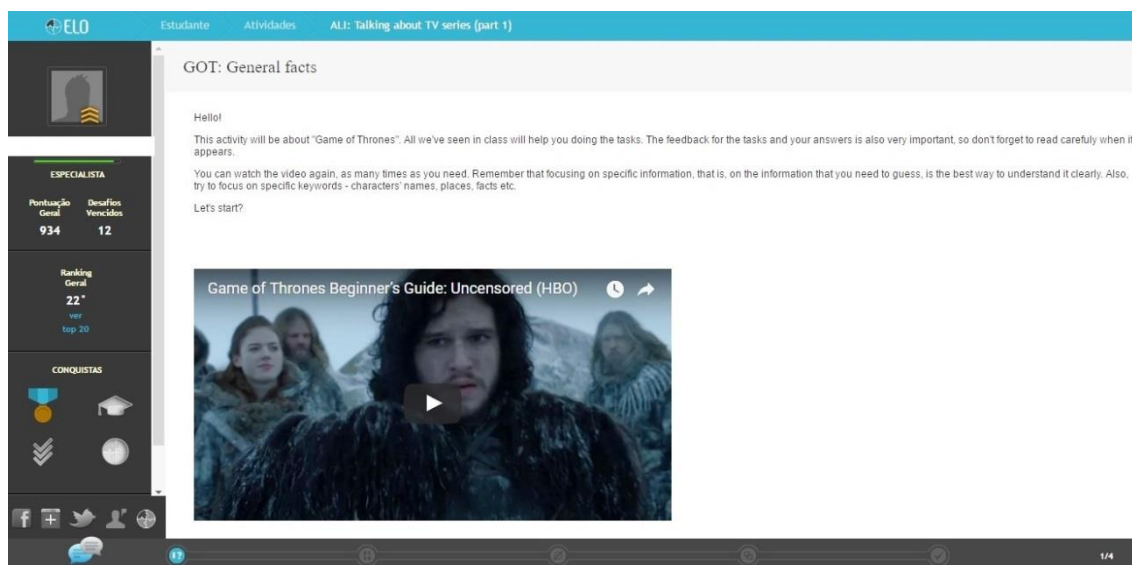 ELO
Estudante Atividades ALI: Talking about TV series (part 1)
GOT: General facts
Hello!
This activity will be about "Game of Thrones". All we've seen in class will help you doing the tasks. The feedback for the tasks and your answers is also very important, so don't forget to read carefuly when it
appears.
You can watch the video again, as many times as you need. Remember that focusing on specific information, that is, on the information that you need to guess, is the best way to understand it clearly. Also,
try to focus on specific keywords - characters' names, places, facts etc.
Let's start?
Game of Thrones Beginner's Guide: Uncensored (HBO)
ESPECIALISTA
Pontuação Geral
934
Desafios Vencidos
12
Ranking
Geral
22°
ver
top 20
CONQUISTAS
1/4